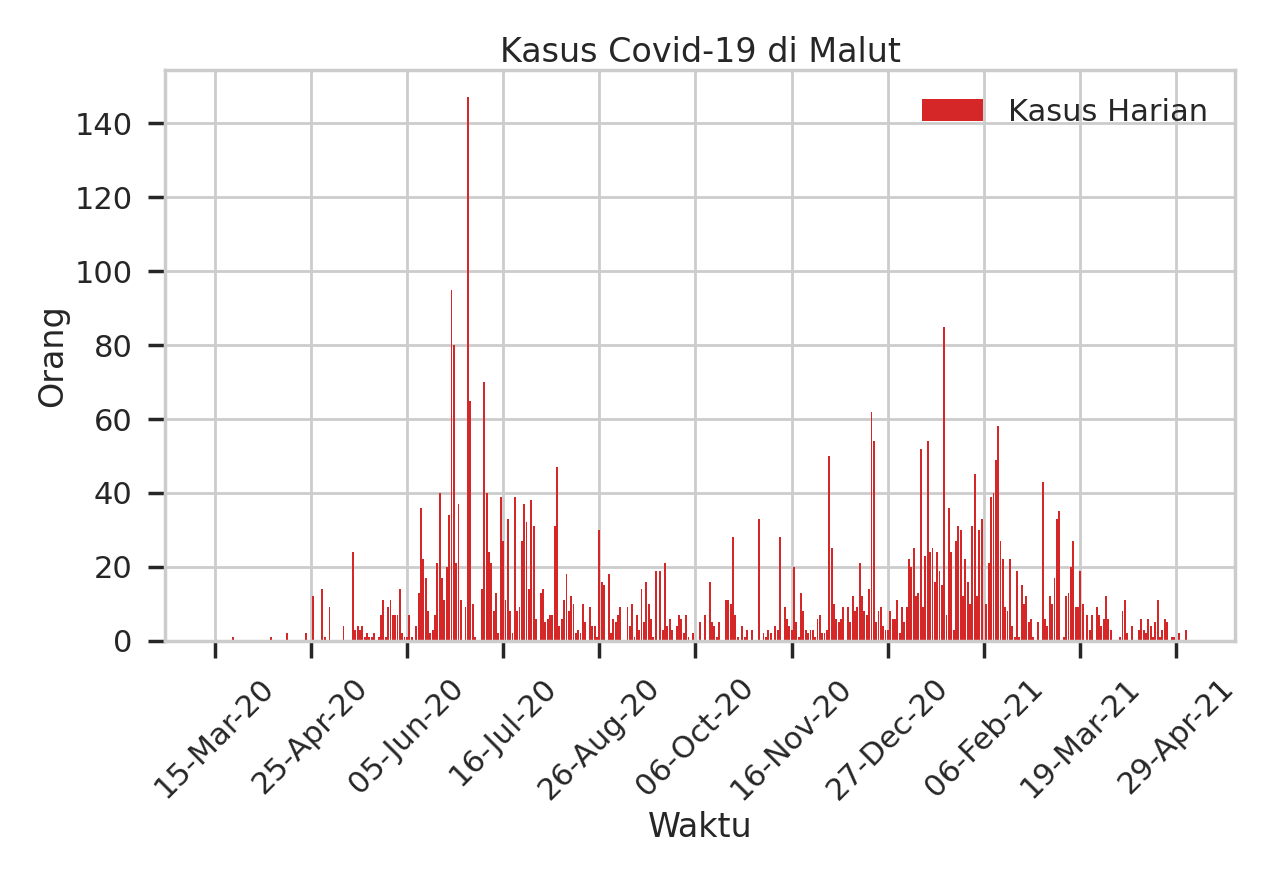 Kasus Covid-19 di Malut
Kasus Harian
Orang
140
120
100
80
60
40
20
0
15-Mar-20
25-Apr-20
05-Jun-20
16-Jul-20
26-Aug-20
06-Oct-20
16-Nov-20
27-Dec-20
06-Feb-21
19-Mar-21
29-Apr-21
Waktu